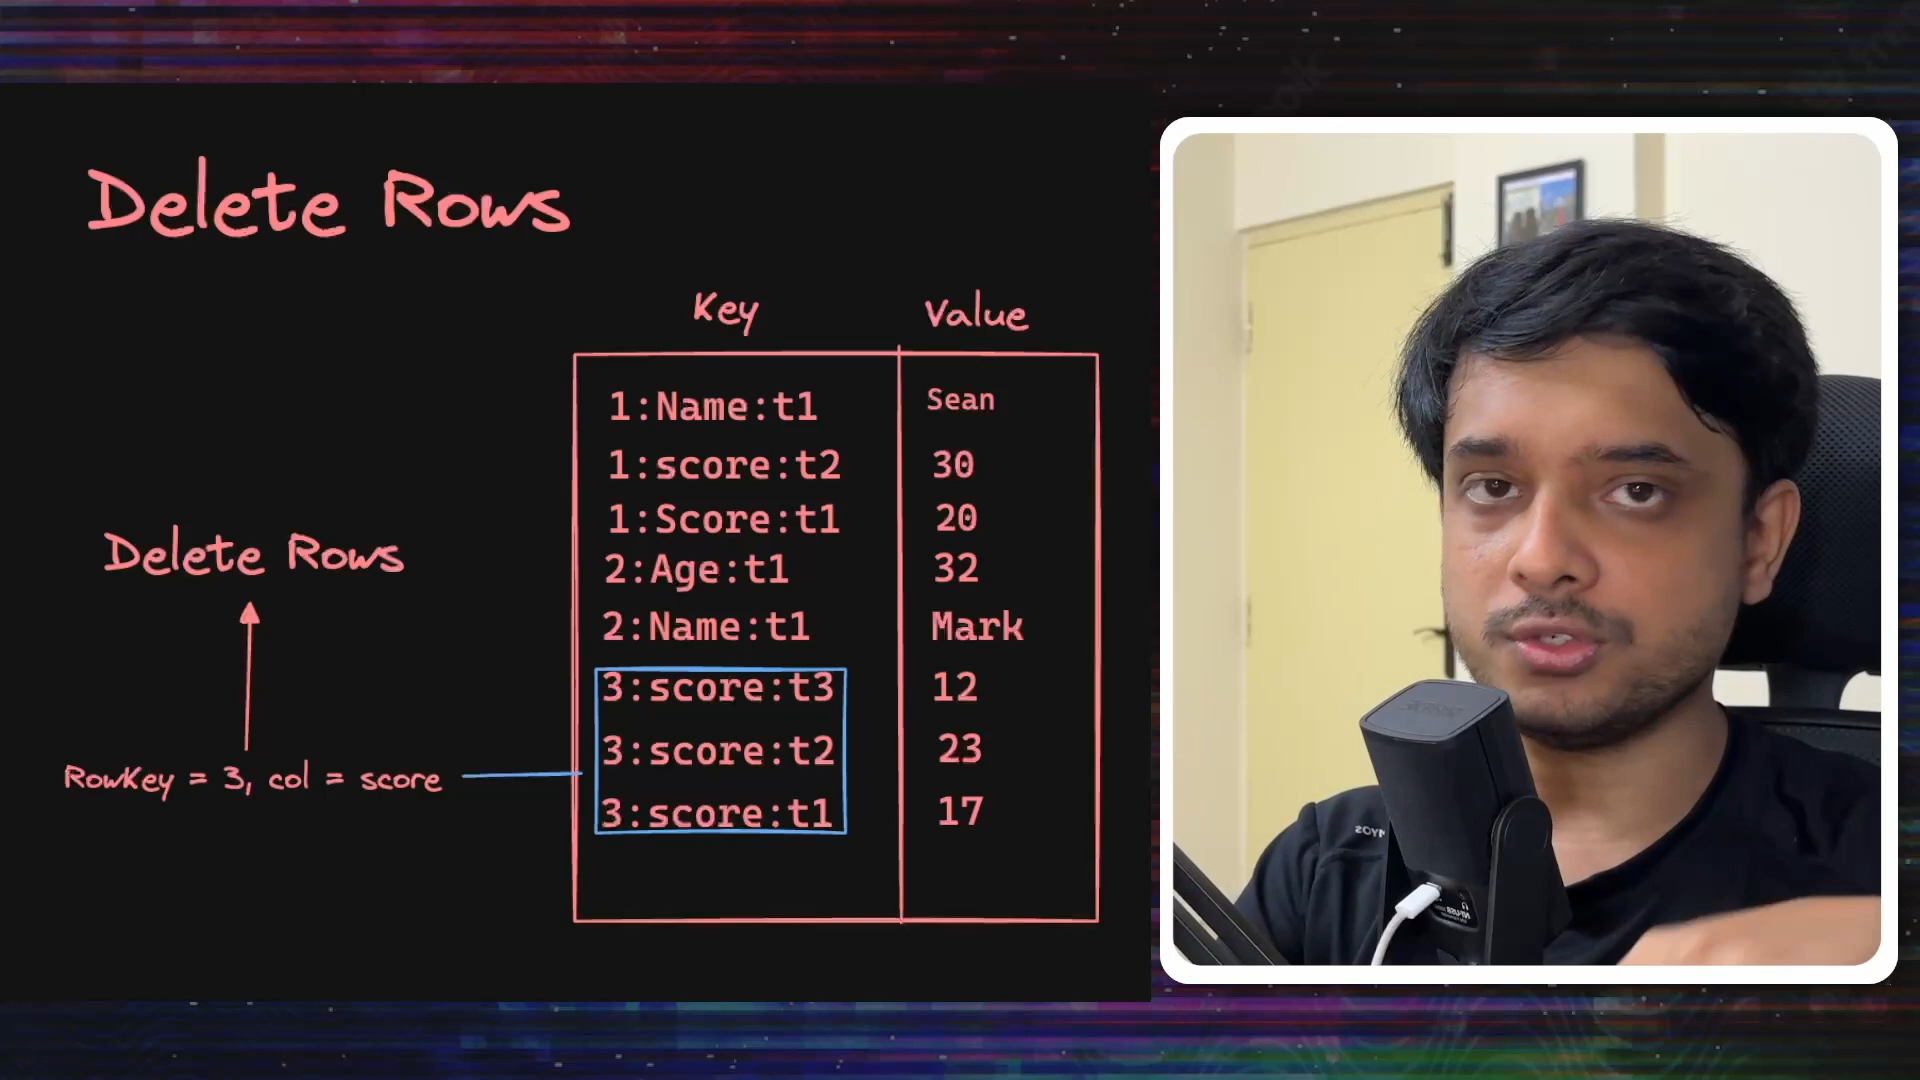 Delete Rows
Key Value
1:Name:t1 Sean
1:score:t2 30
1:Score:t1 20
2:Age:t1 32
2:Name:t1 Mark
3:score:t3 12
3:score:t2 23
3:score:t1 17
Delete Rows
RowKey = 3, col = score